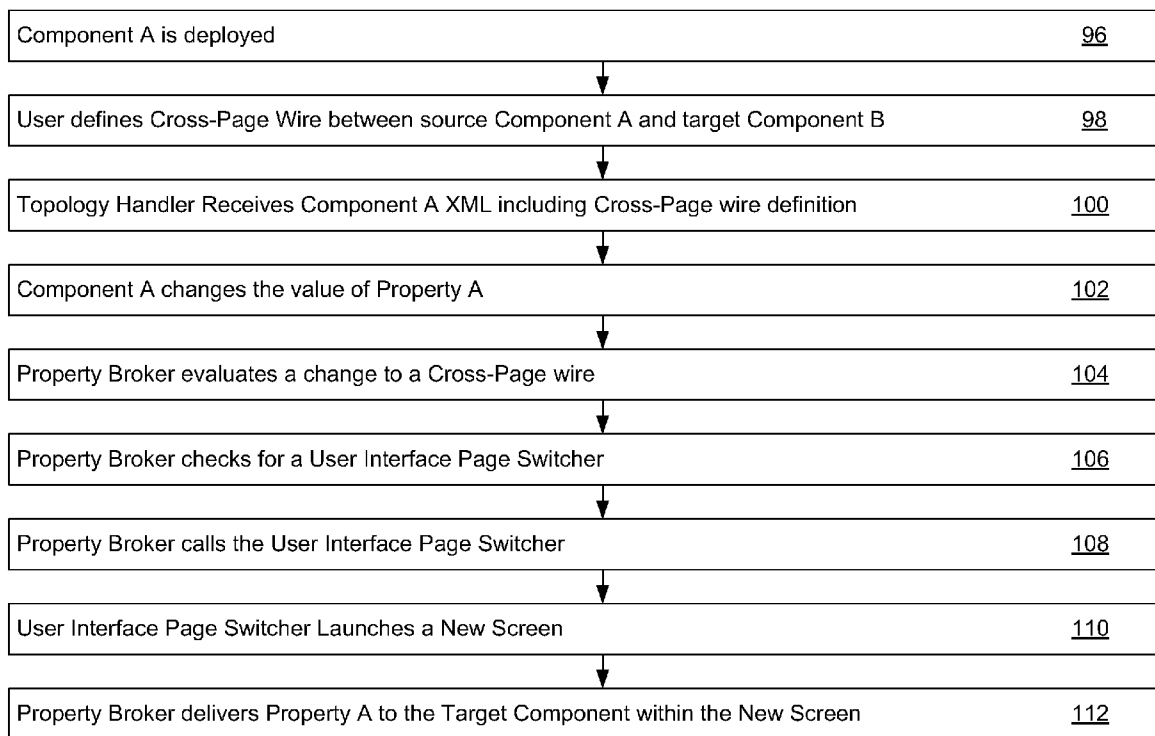 Component A is deployed 96
User defines Cross-Page Wire between source Component A and target Component B 98
Topology Handler Receives Component A XML including Cross-Page wire definition 100
Component A changes the value of Property A 102
Property Broker evaluates a change to a Cross-Page wire 104
Property Broker checks for a User Interface Page Switcher 106
Property Broker calls the User Interface Page Switcher 108
User Interface Page Switcher Launches a New Screen 110
Property Broker delivers Property A to the Target Component within the New Screen 112